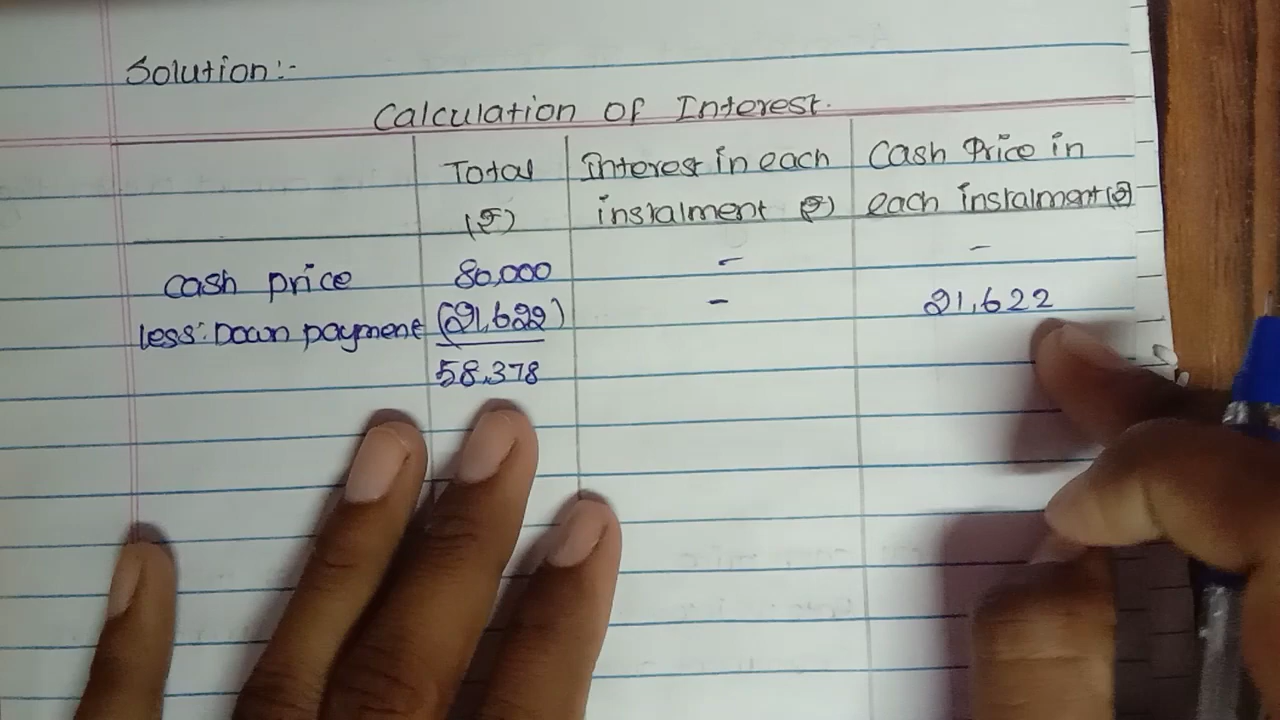 Solution:-
Calculation of Interest.
Total (₹) Interest in each instalment (₹) Cash Price in each instalment (₹)
Cash price 80,000 - -
less: Down payment (21,622) - 21,622
58,378